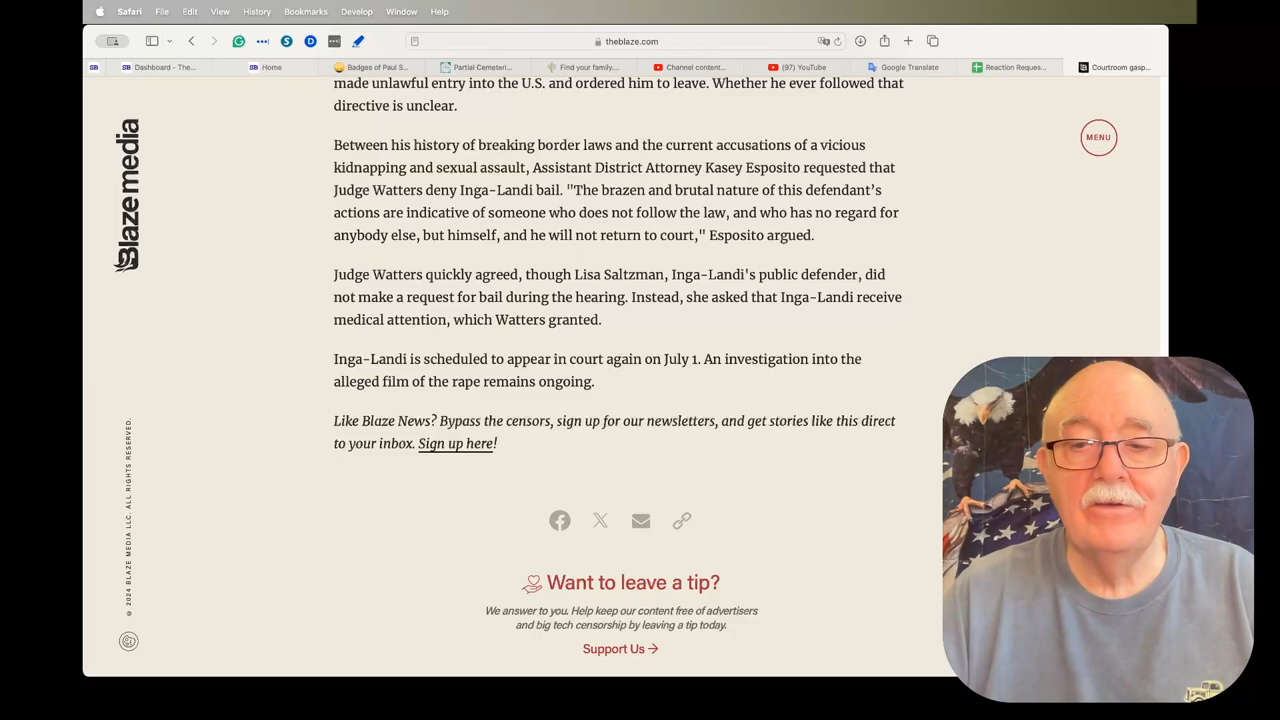 Safari File Edit View History Bookmarks Develop Window Help
theblaze.com
SB SB Dashboard - The... SB Home Badges of Paul S... Partial Cemeteri... Find your family.... Channel content... (97) YouTube Google Translate Reaction Reques... Courtroom gasp...
made unlawful entry into the U.S. and ordered him to leave. Whether he ever followed that
directive is unclear.
MENU
Blaze media
Between his history of breaking border laws and the current accusations of a vicious
kidnapping and sexual assault, Assistant District Attorney Kasey Esposito requested that
Judge Watters deny Inga-Landi bail. "The brazen and brutal nature of this defendant’s
actions are indicative of someone who does not follow the law, and who has no regard for
anybody else, but himself, and he will not return to court," Esposito argued.
Judge Watters quickly agreed, though Lisa Saltzman, Inga-Landi's public defender, did
not make a request for bail during the hearing. Instead, she asked that Inga-Landi receive
medical attention, which Watters granted.
Inga-Landi is scheduled to appear in court again on July 1. An investigation into the
alleged film of the rape remains ongoing.
Like Blaze News? Bypass the censors, sign up for our newsletters, and get stories like this direct
to your inbox. Sign up here!
© 2024 BLAZE MEDIA LLC. ALL RIGHTS RESERVED.
Want to leave a tip?
We answer to you. Help keep our content free of advertisers
and big tech censorship by leaving a tip today.
Support Us →